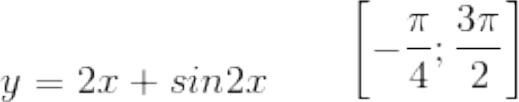 y = 2x + sin2x [-π/4; 3π/2]